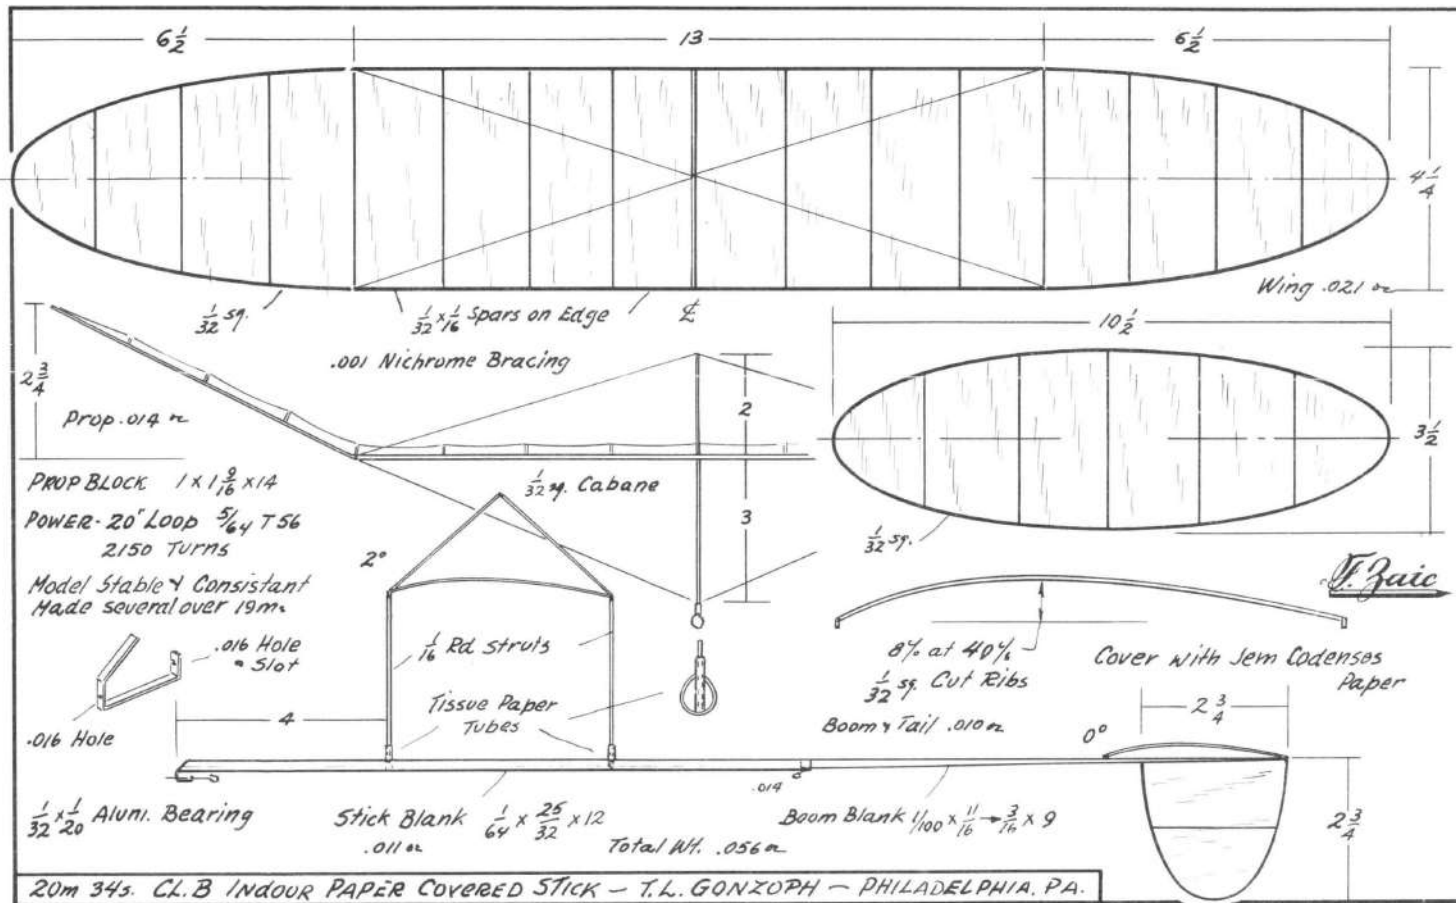 6 1/2
13
6 1/2
4 1/4
Wing .021 oz
1/32 sq.
1/32 x 1/16 Spars on Edge
℄
10 1/2
.001 Nichrome Bracing
2 3/4
2
Prop .014 oz
3 1/2
PROP BLOCK 1 x 1 9/16 x 14
1/32 sq. Cabane
3
POWER - 20" LOOP 5/64 T56
2150 Turns
1/32 sq.
2°
Model Stable & Consistant
Made several over 19m.
F. Zaic
.016 Hole
" Slot
1/16 Rd Struts
8% at 40%
1/32 sq. Cut Ribs
Cover with Jem Codenses
Paper
Tissue Paper
Tubes
4
.016 Hole
Boom & Tail .010 oz
2 3/4
0°
.014
1/32 x 1/20 Alum. Bearing
Stick Blank 1/64 x 25/32 x 12
.011 oz
Total Wt. .056 oz
Boom Blank 1/100 x 11/16 → 3/16 x 9
2 3/4
20m 34s. CL.B INDOUR PAPER COVERED STICK - T.L. GONZOPH - PHILADELPHIA, PA.